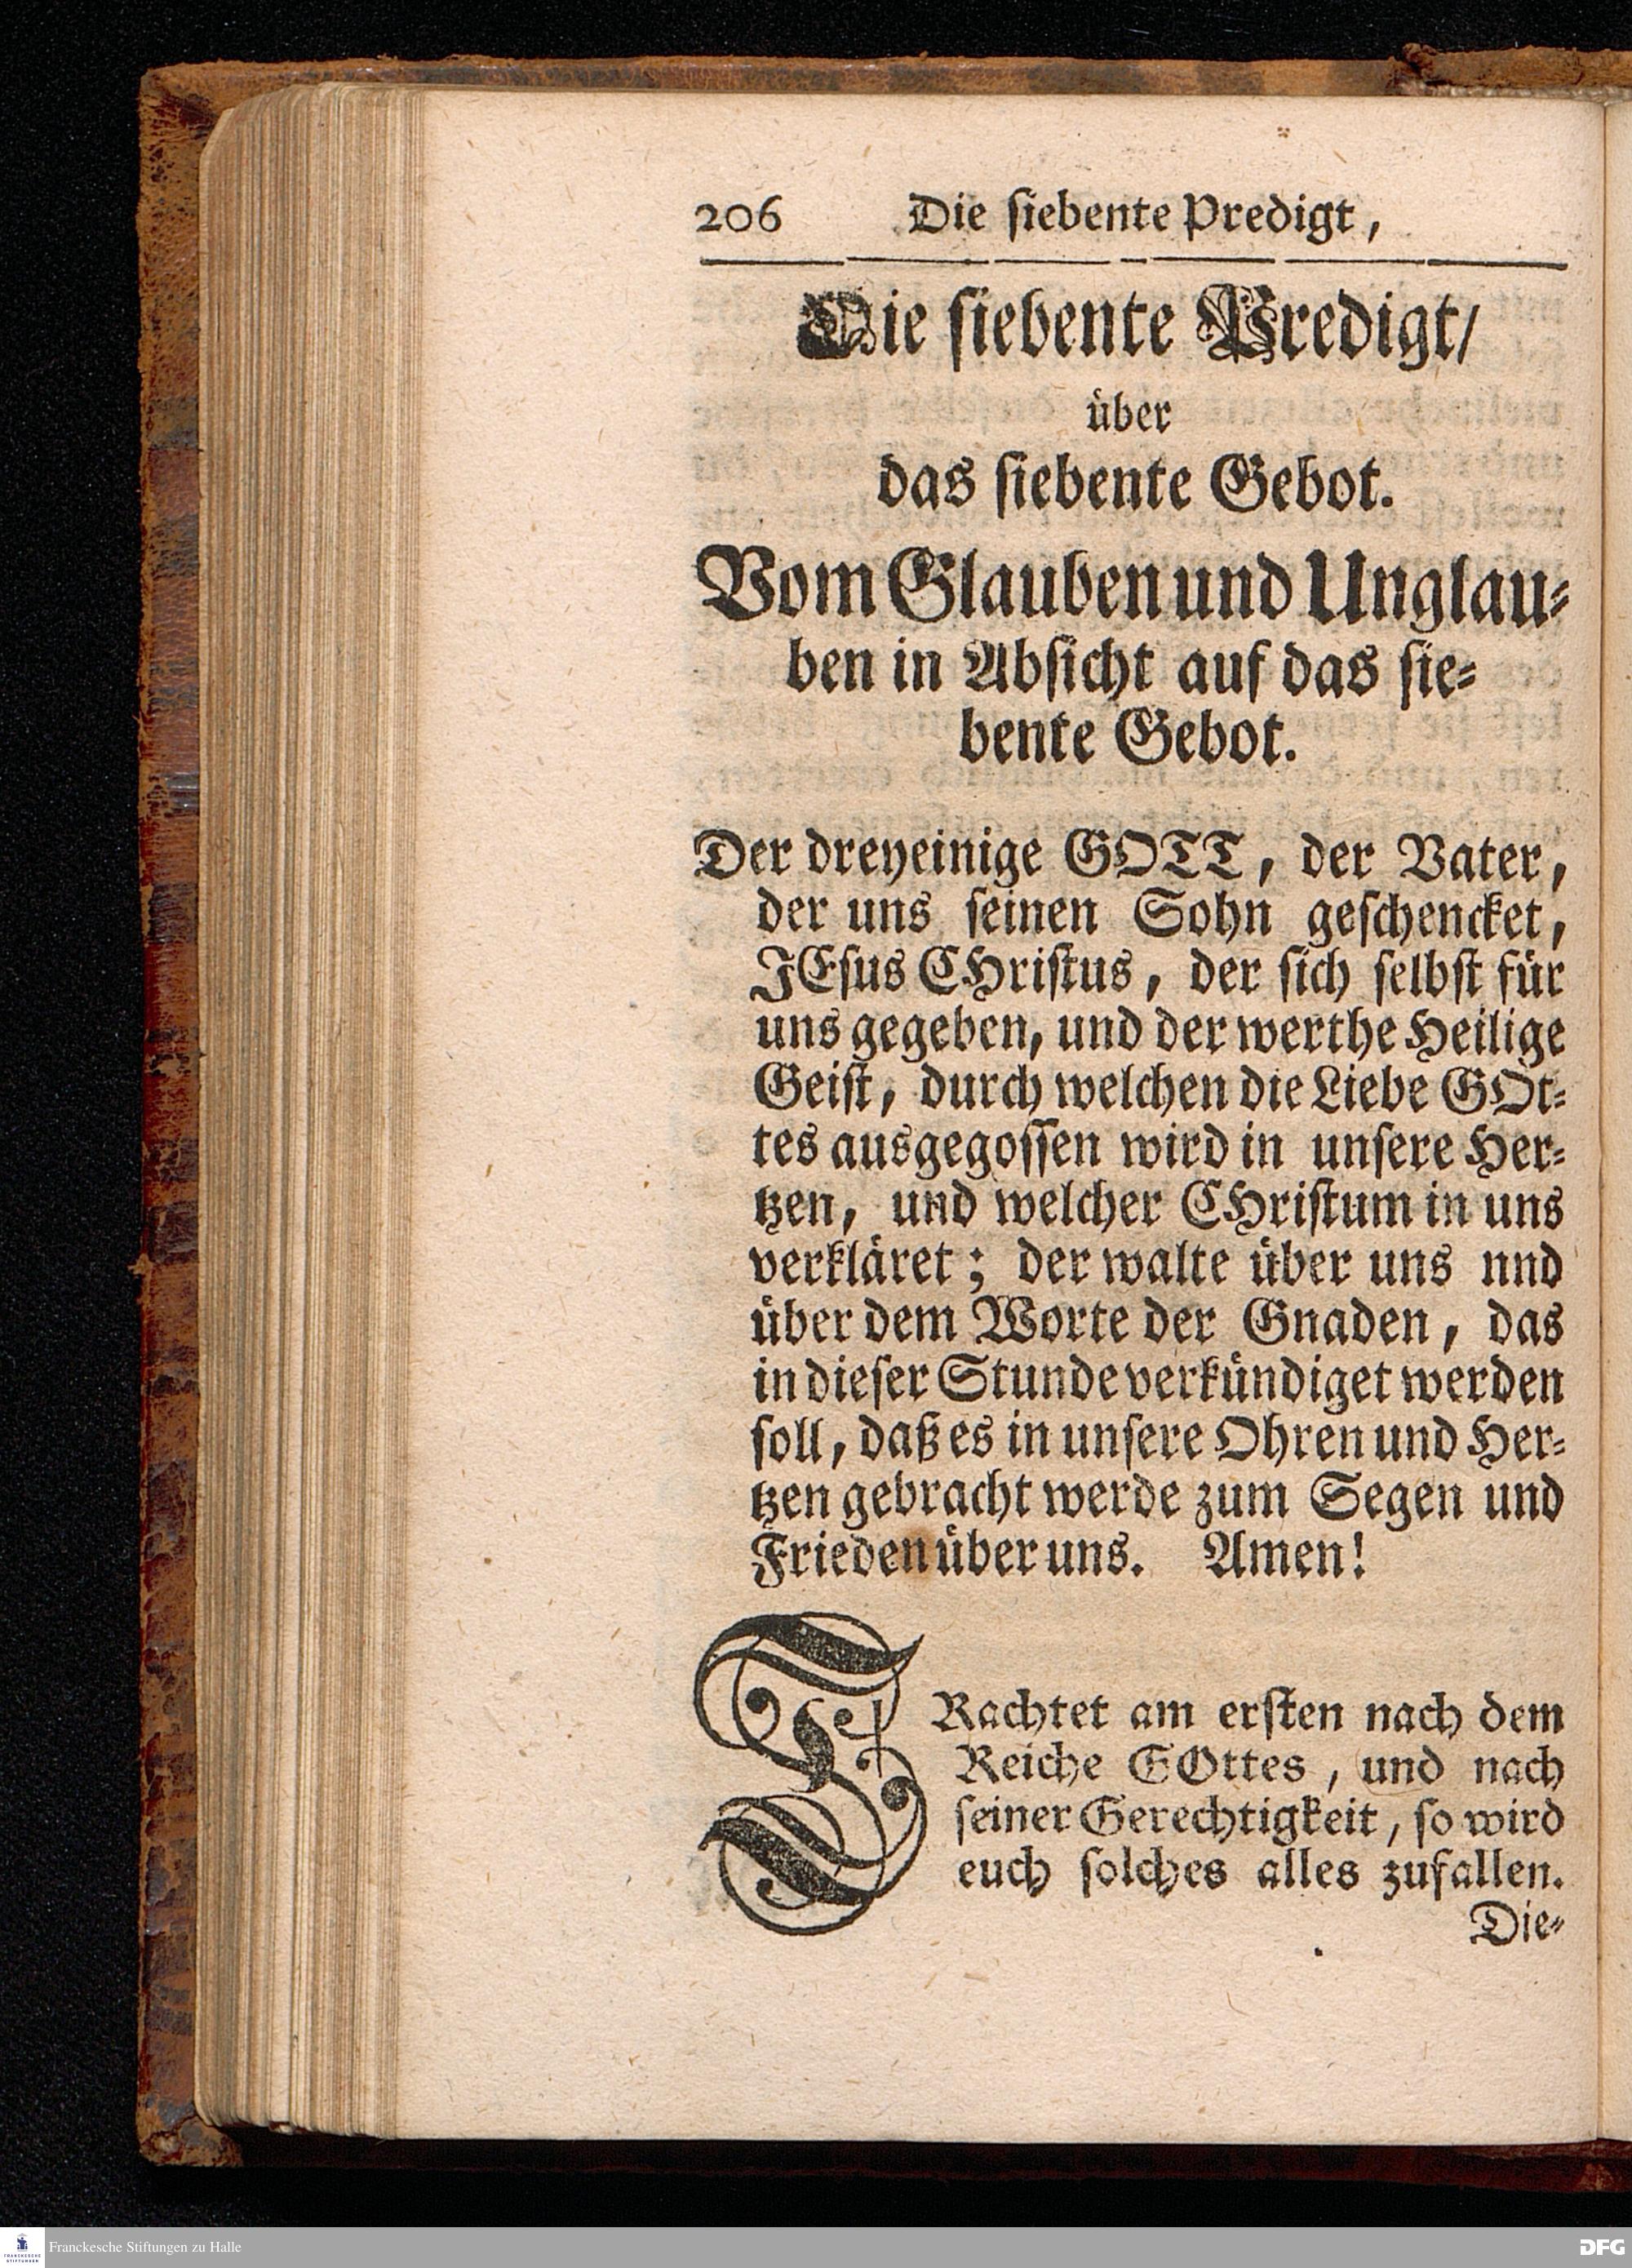 206 Die siebente Predigt,
Die siebente Predigt/
über
das siebente Gebot.
Vom Glauben und Unglau-
ben in Absicht auf das sie-
bente Gebot.
Der dreyeinige GOTT, der Vater,
der uns seinen Sohn geschencket,
JEsus CHristus, der sich selbst für
uns gegeben, und der werthe Heilige
Geist, durch welchen die Liebe GOt-
tes ausgegossen wird in unsere Her-
tzen, und welcher CHristum in uns
verkläret; der walte über uns nnd
über dem Worte der Gnaden, das
in dieser Stunde verkündiget werden
soll, daß es in unsere Ohren und Her-
tzen gebracht werde zum Segen und
Frieden über uns. Amen!
TRachtet am ersten nach dem
Reiche GOttes, und nach
seiner Gerechtigkeit, so wird
euch solches alles zufallen.
Die-
FRANCKESCHE
STIFTUNGEN
Franckesche Stiftungen zu Halle
DFG